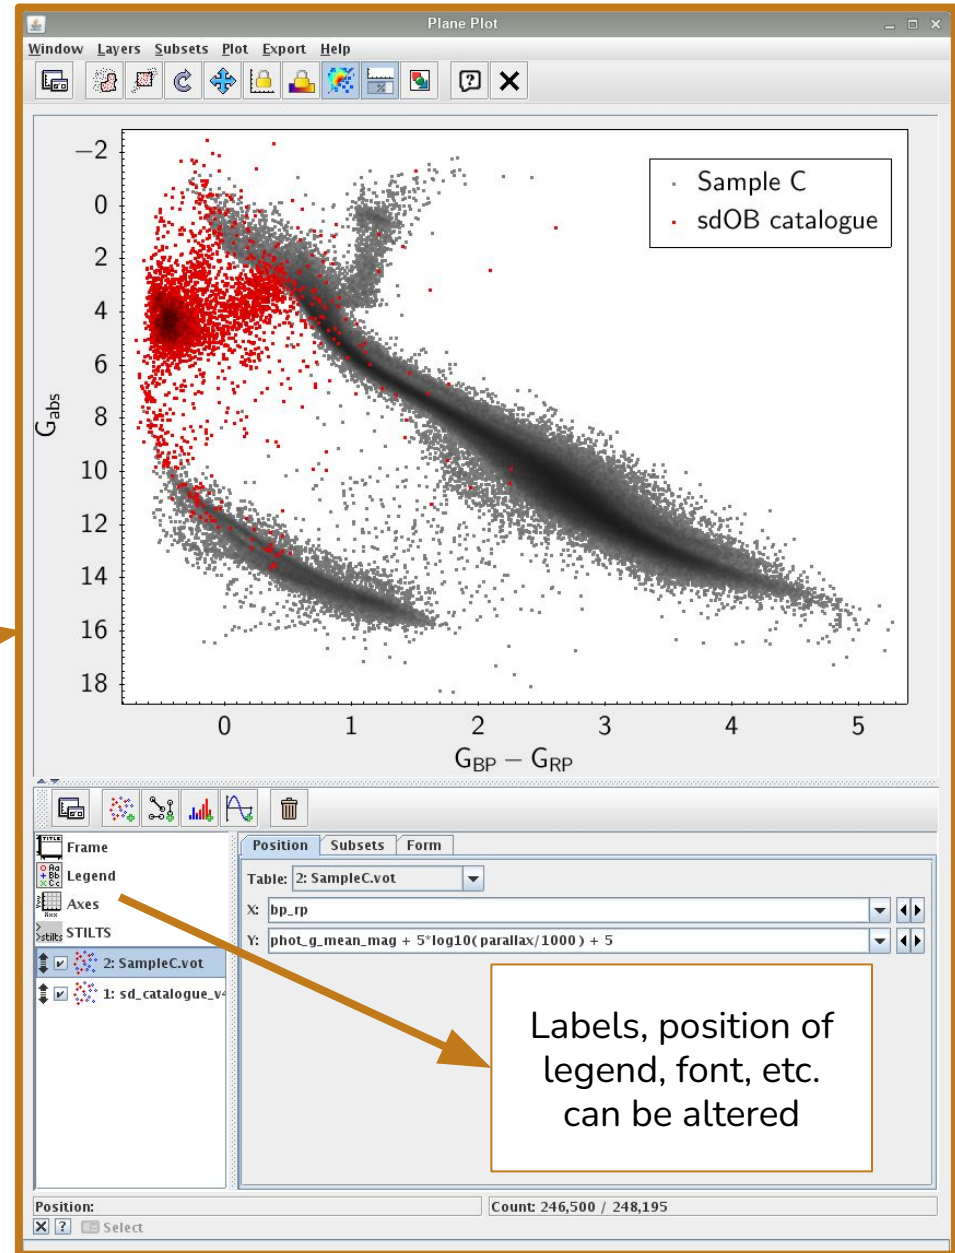 Plane Plot
Window Layers Subsets Plot Export Help
−2
0
2
4
6
8
10
12
14
16
18
G_abs
Sample C
sdOB catalogue
0 1 2 3 4 5
G_BP − G_RP
Frame
Legend
Axes
STILTS
2: SampleC.vot
1: sd_catalogue_v
Position Subsets Form
Table: 2: SampleC.vot
X: bp_rp
Y: phot_g_mean_mag + 5*log10(parallax/1000) + 5
Labels, position of
legend, font, etc.
can be altered
Position:
Count: 246,500 / 248,195
Select